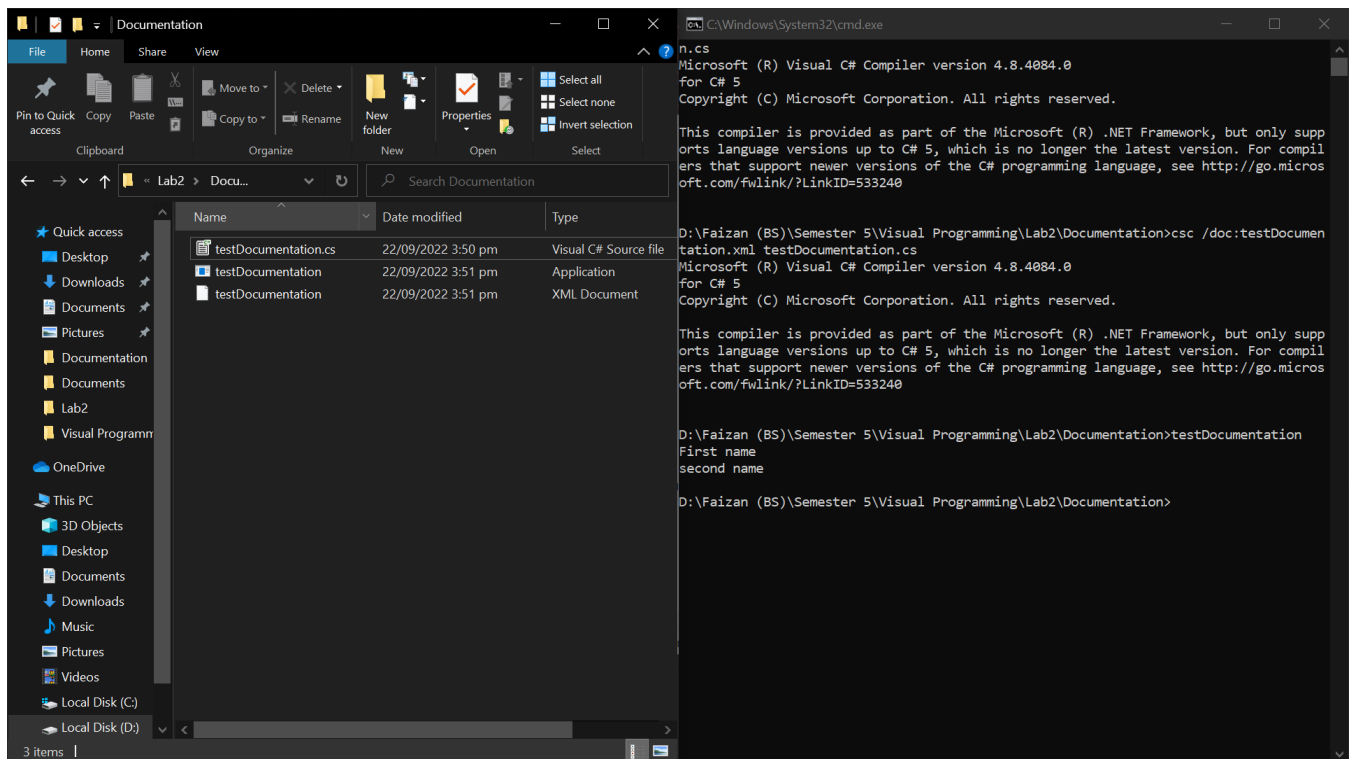 Documentation
File Home Share View
Pin to Quick access
Copy
Paste
Clipboard
Move to
Copy to
Delete
Rename
Organize
New folder
New
Properties
Open
Select all
Select none
Invert selection
Select
« Lab2 > Docu...
Search Documentation
Name Date modified Type
testDocumentation.cs 22/09/2022 3:50 pm Visual C# Source file
testDocumentation 22/09/2022 3:51 pm Application
testDocumentation 22/09/2022 3:51 pm XML Document
Quick access
Desktop
Downloads
Documents
Pictures
Documentation
Documents
Lab2
Visual Programm
OneDrive
This PC
3D Objects
Desktop
Documents
Downloads
Music
Pictures
Videos
Local Disk (C:)
Local Disk (D:)
3 items
C:\Windows\System32\cmd.exe
n.cs
Microsoft (R) Visual C# Compiler version 4.8.4084.0
for C# 5
Copyright (C) Microsoft Corporation. All rights reserved.
This compiler is provided as part of the Microsoft (R) .NET Framework, but only supp
orts language versions up to C# 5, which is no longer the latest version. For compil
ers that support newer versions of the C# programming language, see http://go.micros
oft.com/fwlink/?LinkID=533240
D:\Faizan (BS)\Semester 5\Visual Programming\Lab2\Documentation>csc /doc:testDocumen
tation.xml testDocumentation.cs
Microsoft (R) Visual C# Compiler version 4.8.4084.0
for C# 5
Copyright (C) Microsoft Corporation. All rights reserved.
This compiler is provided as part of the Microsoft (R) .NET Framework, but only supp
orts language versions up to C# 5, which is no longer the latest version. For compil
ers that support newer versions of the C# programming language, see http://go.micros
oft.com/fwlink/?LinkID=533240
D:\Faizan (BS)\Semester 5\Visual Programming\Lab2\Documentation>testDocumentation
First name
second name
D:\Faizan (BS)\Semester 5\Visual Programming\Lab2\Documentation>